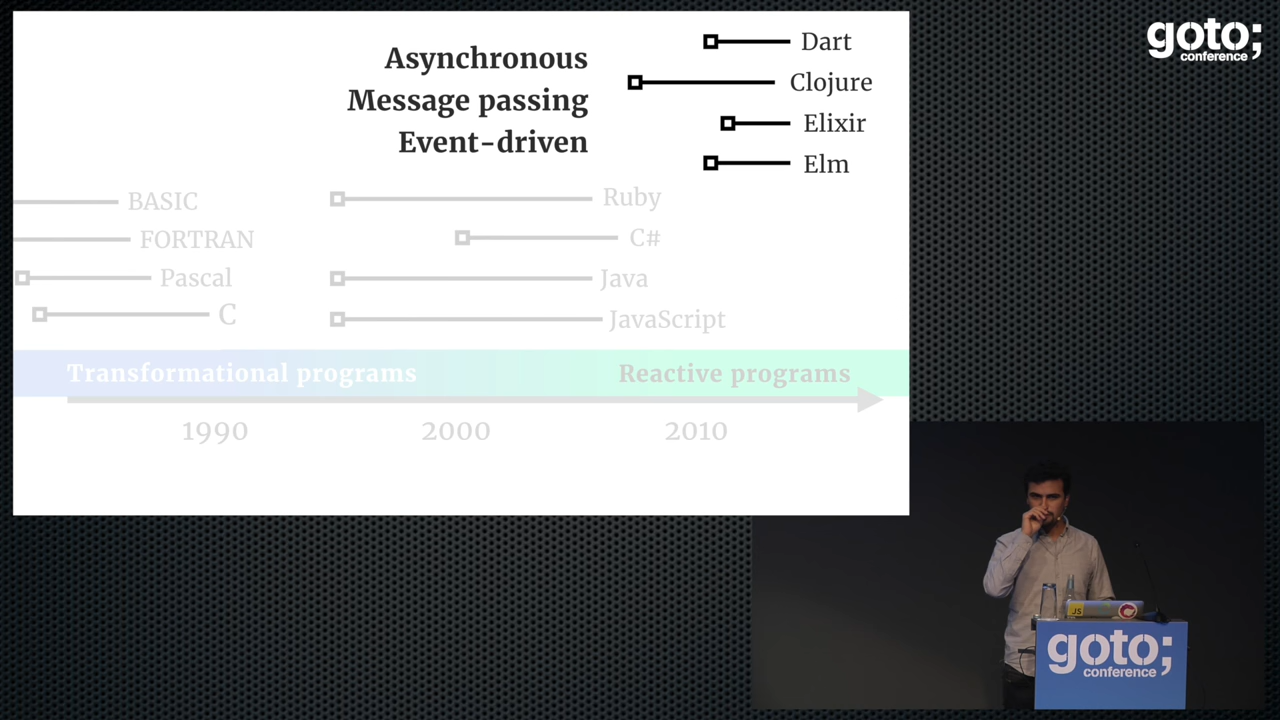 Asynchronous
Message passing
Event-driven
Dart
Clojure
Elixir
Elm
BASIC
FORTRAN
Pascal
C
Ruby
C#
Java
JavaScript
Transformational programs
Reactive programs
1990
2000
2010
goto;
conference
JS
goto;
conference